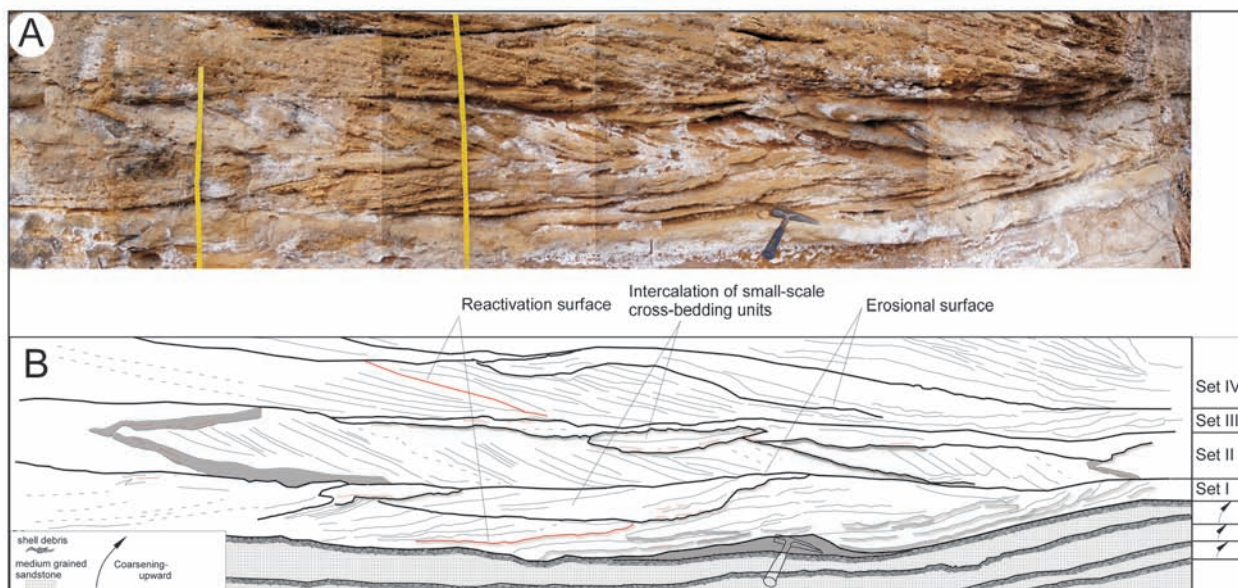 A
Reactivation surface
Intercalation of small-scale
cross-bedding units
Erosional surface
B
Set IV
Set III
Set II
Set I
shell debris
medium grained
sandstone
Coarsening-
upward